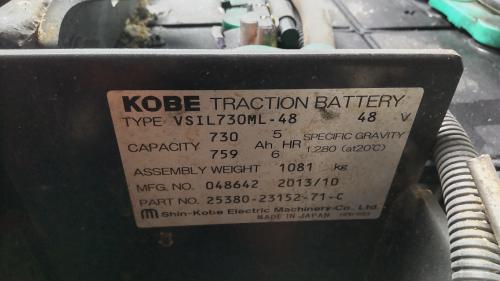 KOBE TRACTION BATTERY
TYPE VSIL730ML-48 48 V
CAPACITY 730 Ah 5 HR SPECIFIC GRAVITY
759 6 1.280 (at20℃)
ASSEMBLY WEIGHT 1081 kg
MFG. NO. 048642 2013/10
PART NO. 25380-23152-71-C
Shin-Kobe Electric Machinery Co., Ltd.
MADE IN JAPAN